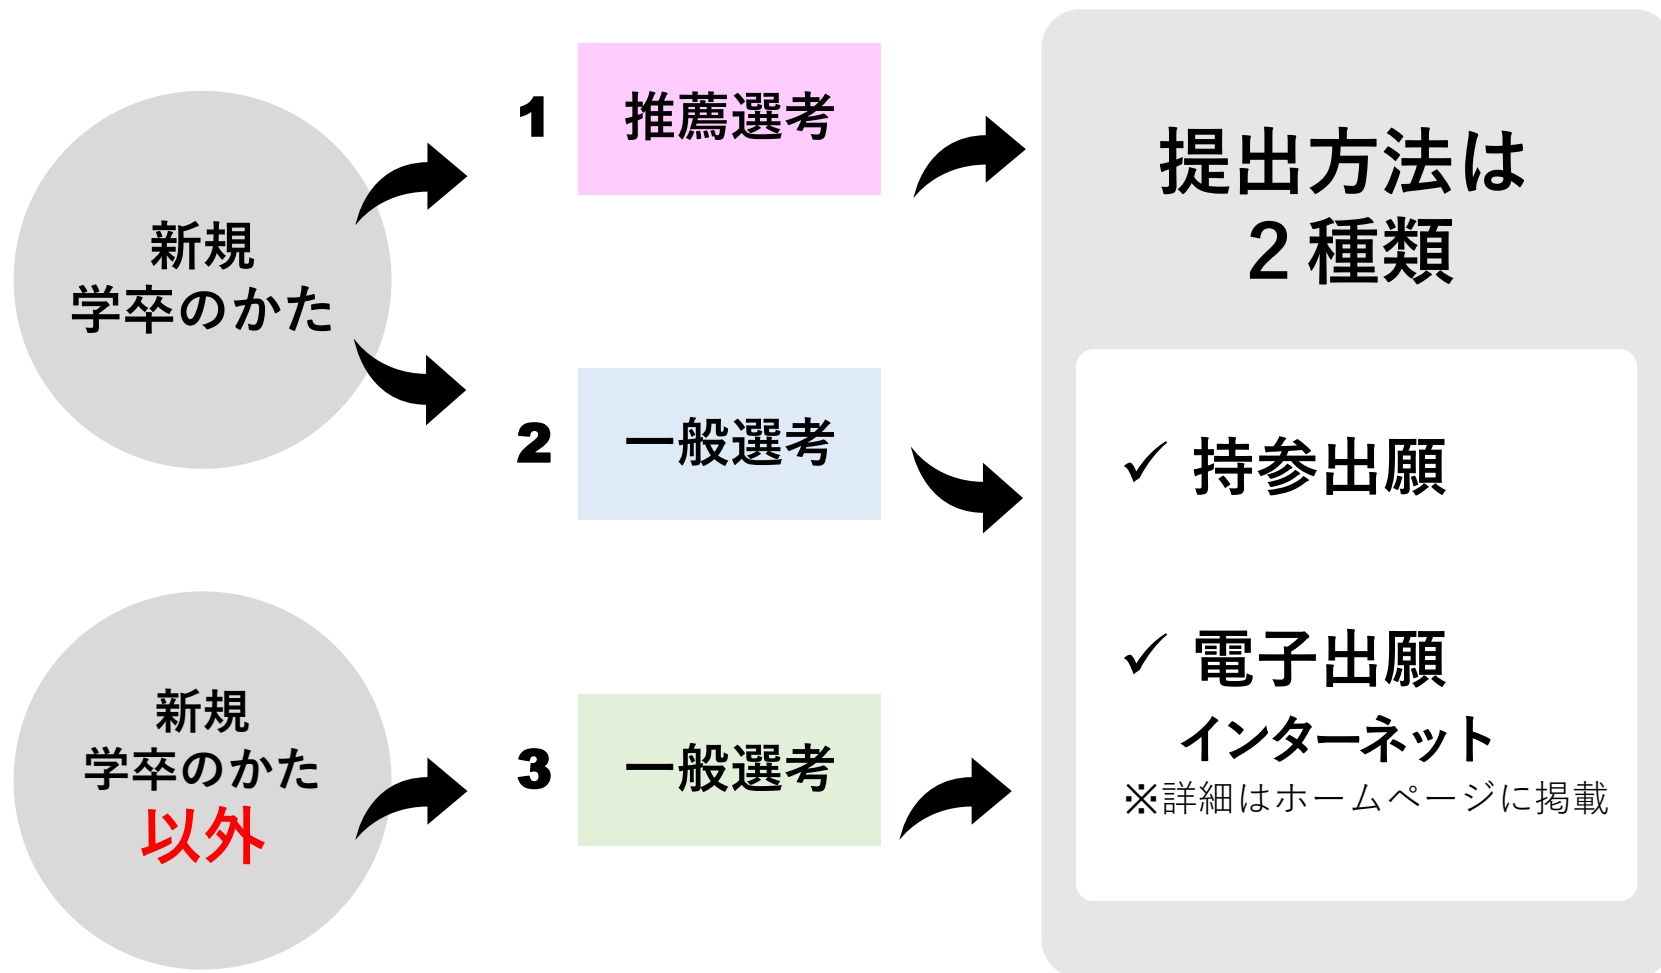 新規
学卒のかた
1
推薦選考
2
一般選考
新規
学卒のかた
以外
3
一般選考
提出方法は
２種類
✓ 持参出願
✓ 電子出願
インターネット
※詳細はホームページに掲載